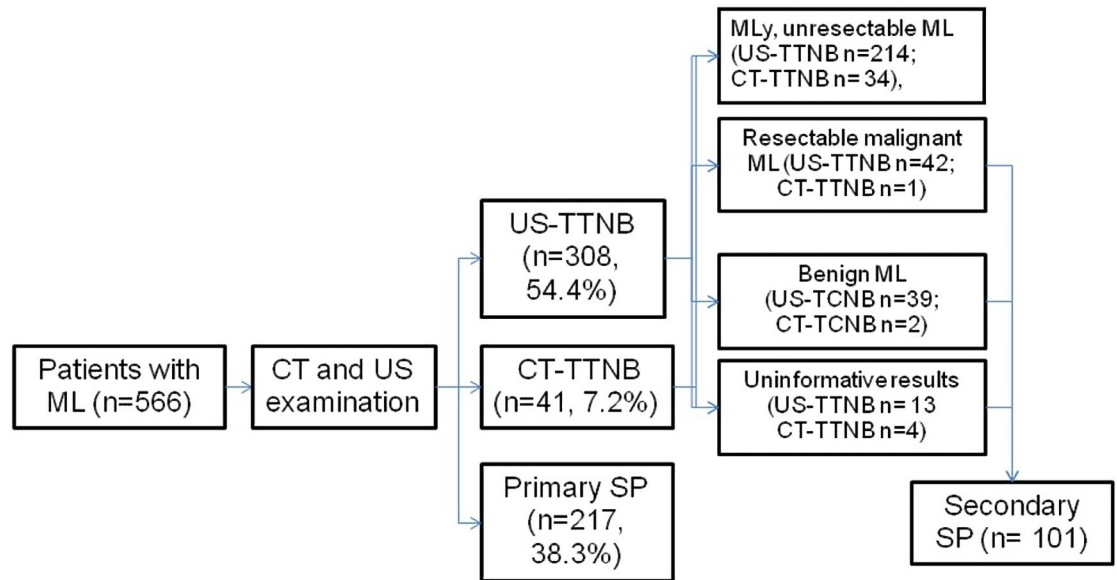 Patients with
ML (n=566)
CT and US
examination
US-TTNB
(n=308,
54.4%)
CT-TTNB
(n=41, 7.2%)
Primary SP
(n=217,
38.3%)
MLy, unresectable ML
(US-TTNB n=214;
CT-TTNB n= 34),
Resectable malignant
ML (US-TTNB n=42;
CT-TTNB n=1)
Benign ML
(US-TCNB n=39;
CT-TCNB n=2)
Uninformative results
(US-TTNB n= 13
CT-TTNB n=4)
Secondary
SP (n= 101)